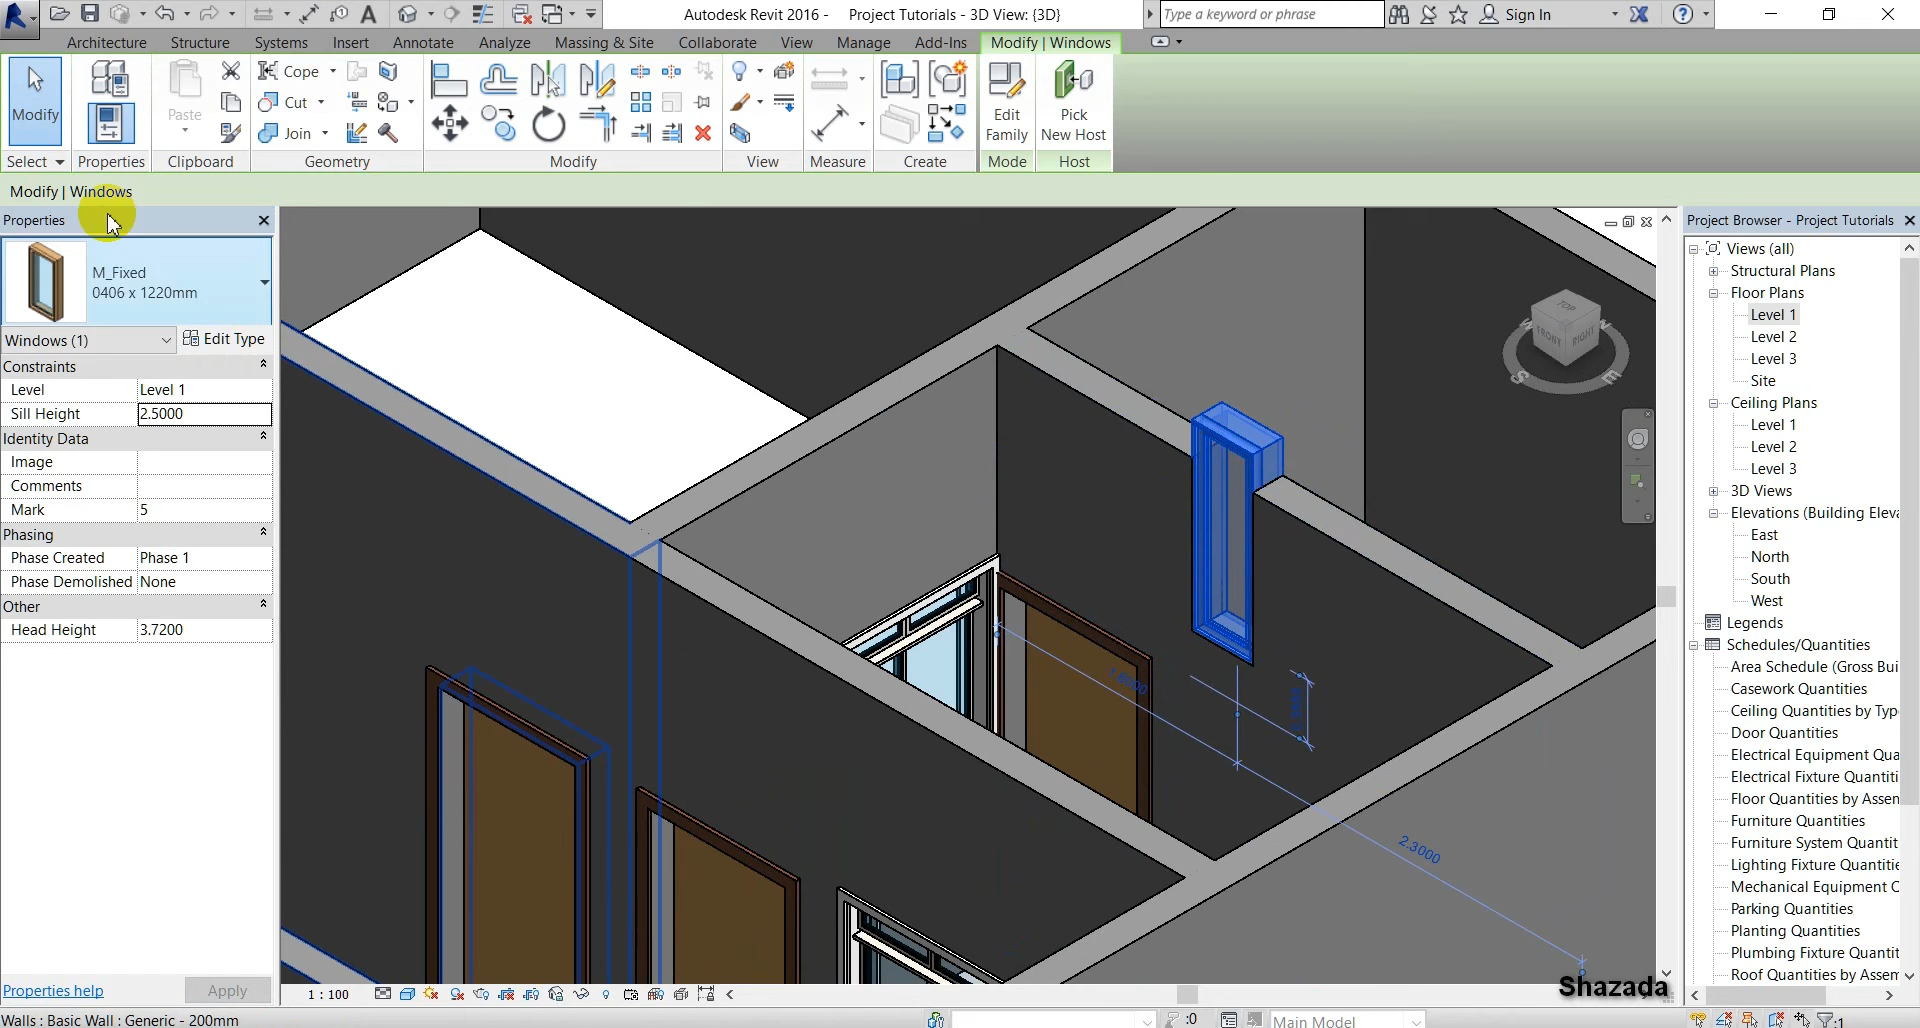 Autodesk Revit 2016 - Project Tutorials - 3D View: {3D}
Type a keyword or phrase
Sign In
Architecture Structure Systems Insert Annotate Analyze Massing & Site Collaborate View Manage Add-Ins Modify | Windows
Modify
Paste
Cope
Cut
Join
Edit
Family
Pick
New Host
Select Properties Clipboard Geometry Modify View Measure Create Mode Host
Modify | Windows
Properties
M_Fixed
0406 x 1220mm
Windows (1)
Edit Type
Constraints
Level Level 1
Sill Height 2.5000
Identity Data
Image
Comments
Mark 5
Phasing
Phase Created Phase 1
Phase Demolished None
Other
Head Height 3.7200
Properties help
Apply
TOP
FRONT
RIGHT
S
E
2.3000
Shazada
1 : 100
Project Browser - Project Tutorials
Views (all)
Structural Plans
Floor Plans
Level 1
Level 2
Level 3
Site
Ceiling Plans
Level 1
Level 2
Level 3
3D Views
Elevations (Building Eleva
East
North
South
West
Legends
Schedules/Quantities
Area Schedule (Gross Bui
Casework Quantities
Ceiling Quantities by Typ
Door Quantities
Electrical Equipment Qua
Electrical Fixture Quantiti
Floor Quantities by Assen
Furniture Quantities
Furniture System Quantit
Lighting Fixture Quantitie
Mechanical Equipment C
Parking Quantities
Planting Quantities
Plumbing Fixture Quantit
Roof Quantities by Assem
Walls : Basic Wall : Generic - 200mm
:0
Main Model
:1